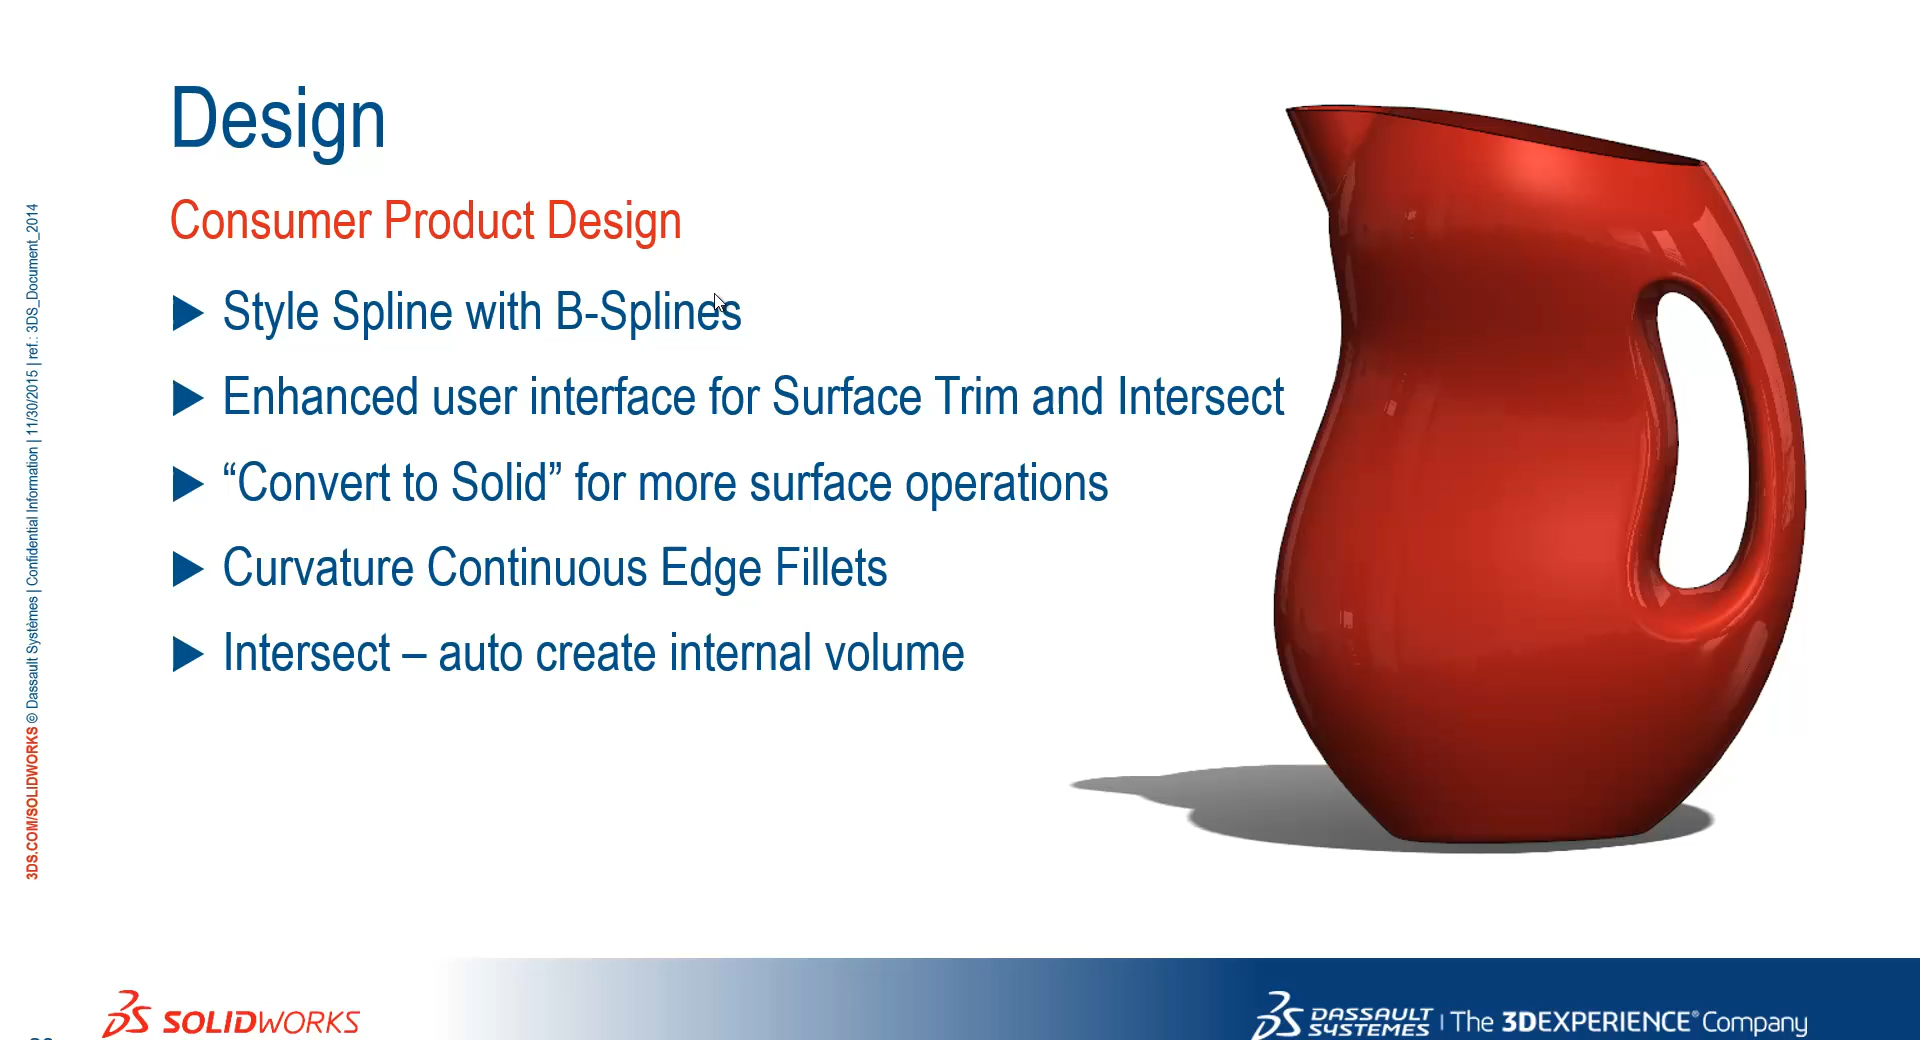 Design
Consumer Product Design
Style Spline with B-Splines
Enhanced user interface for Surface Trim and Intersect
“Convert to Solid” for more surface operations
Curvature Continuous Edge Fillets
Intersect – auto create internal volume
3DS.COM/SOLIDWORKS © Dassault Systèmes | Confidential Information | 11/30/2015 | ref.: 3DS_Document_2014
SOLIDWORKS
DASSAULT SYSTEMES | The 3DEXPERIENCE® Company